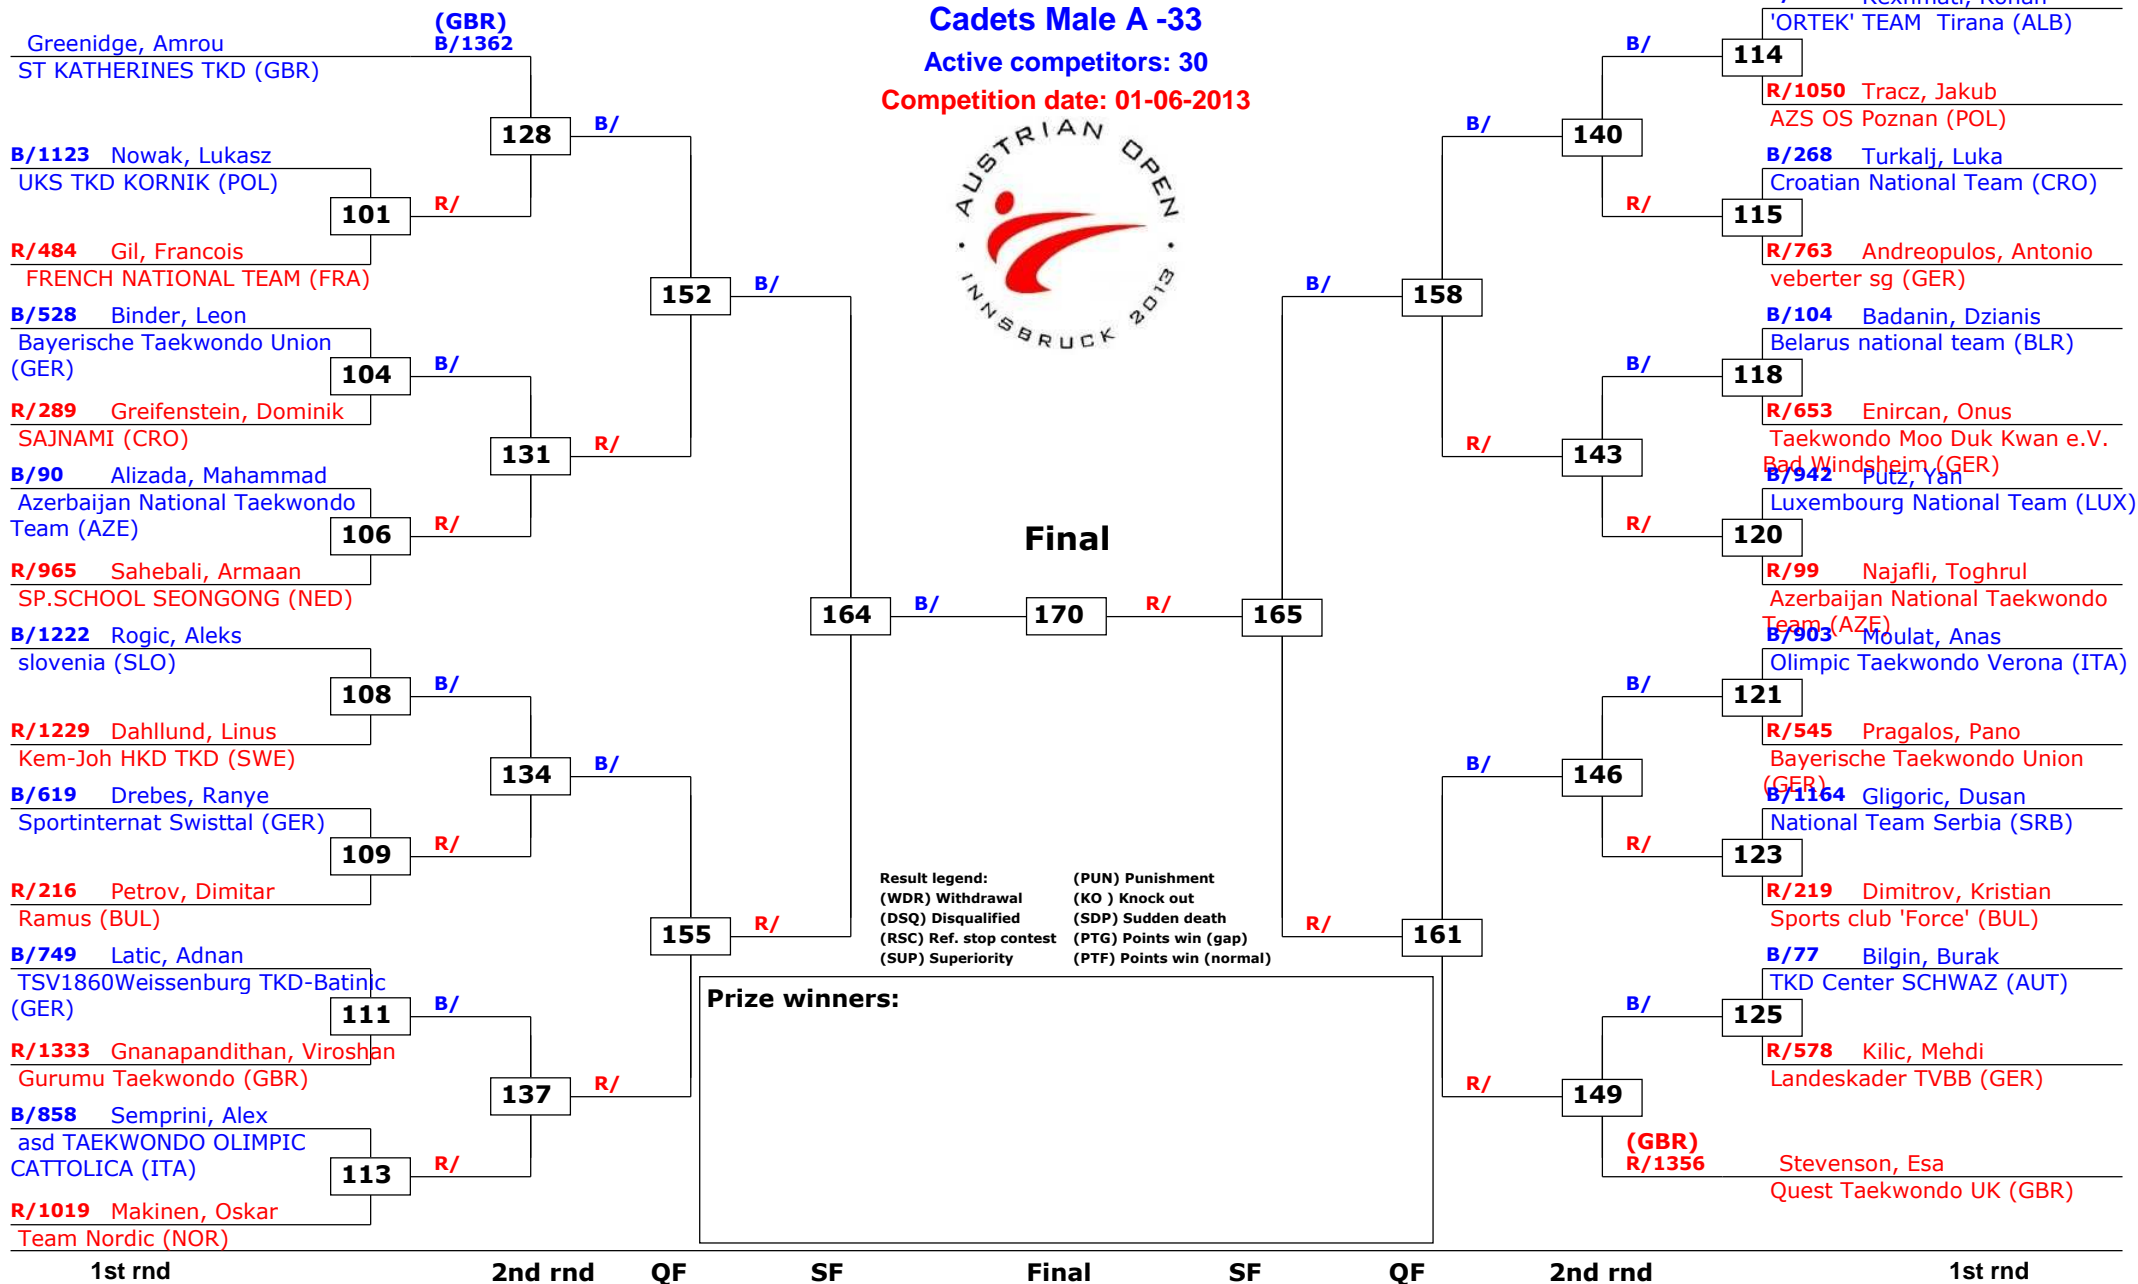 Cadets Male A -33
Active competitors: 30
Competition date: 01-06-2013
AUSTRIAN OPEN
· INNSBRUCK 2013 ·
(GBR)
Greenidge, Amrou B/1362
ST KATHERINES TKD (GBR)
128 B/
B/1123 Nowak, Lukasz
UKS TKD KORNIK (POL)
101 R/
R/484 Gil, Francois
FRENCH NATIONAL TEAM (FRA)
152 B/
B/528 Binder, Leon
Bayerische Taekwondo Union
(GER)
104 B/
R/289 Greifenstein, Dominik
SAJNAMI (CRO)
131 R/
B/90 Alizada, Mahammad
Azerbaijan National Taekwondo
Team (AZE)
106 R/
R/965 Sahebali, Armaan
SP.SCHOOL SEONGONG (NED)
164 B/
B/1222 Rogic, Aleks
slovenia (SLO)
108 B/
R/1229 Dahllund, Linus
Kem-Joh HKD TKD (SWE)
134 B/
B/619 Drebes, Ranye
Sportinternat Swisttal (GER)
109 R/
R/216 Petrov, Dimitar
Ramus (BUL)
155 R/
B/749 Latic, Adnan
TSV1860Weissenburg TKD-Batinic
(GER)
111 B/
R/1333 Gnanapandithan, Viroshan
Gurumu Taekwondo (GBR)
137 R/
B/858 Semprini, Alex
asd TAEKWONDO OLIMPIC
CATTOLICA (ITA)
113 R/
R/1019 Makinen, Oskar
Team Nordic (NOR)
Final
170
Result legend: (PUN) Punishment
(WDR) Withdrawal (KO ) Knock out
(DSQ) Disqualified (SDP) Sudden death
(RSC) Ref. stop contest (PTG) Points win (gap)
(SUP) Superiority (PTF) Points win (normal)
Prize winners:
'ORTEK' TEAM Tirana (ALB)
B/ 114
R/1050 Tracz, Jakub
AZS OS Poznan (POL)
B/ 140
B/268 Turkalj, Luka
Croatian National Team (CRO)
R/ 115
R/763 Andreopulos, Antonio
veberter sg (GER)
B/ 158
B/104 Badanin, Dzianis
Belarus national team (BLR)
B/ 118
R/653 Enircan, Onus
Taekwondo Moo Duk Kwan e.V.
Bad Windsheim (GER)
R/ 143
B/942 Putz, Yan
Luxembourg National Team (LUX)
R/ 120
R/99 Najafli, Toghrul
Azerbaijan National Taekwondo
Team (AZE)
R/ 165
B/903 Moulat, Anas
Olimpic Taekwondo Verona (ITA)
B/ 121
R/545 Pragalos, Pano
Bayerische Taekwondo Union
(GER)
B/ 146
B/1164 Gligoric, Dusan
National Team Serbia (SRB)
R/ 123
R/219 Dimitrov, Kristian
Sports club 'Force' (BUL)
R/ 161
B/77 Bilgin, Burak
TKD Center SCHWAZ (AUT)
B/ 125
R/578 Kilic, Mehdi
Landeskader TVBB (GER)
R/ 149
(GBR)
R/1356 Stevenson, Esa
Quest Taekwondo UK (GBR)
1st rnd 2nd rnd QF SF Final SF QF 2nd rnd 1st rnd